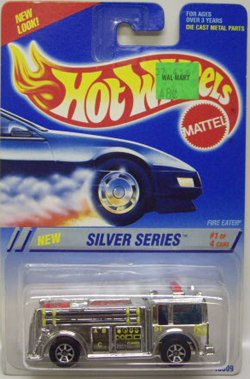 NEW
LOOK!
FOR AGES
OVER 3 YEARS
DIE CAST METAL PARTS
Hot Wheels
WAL-MART
MATTEL
FIRE-EATER
NEW
SILVER SERIES™
#1 OF
4 CARS